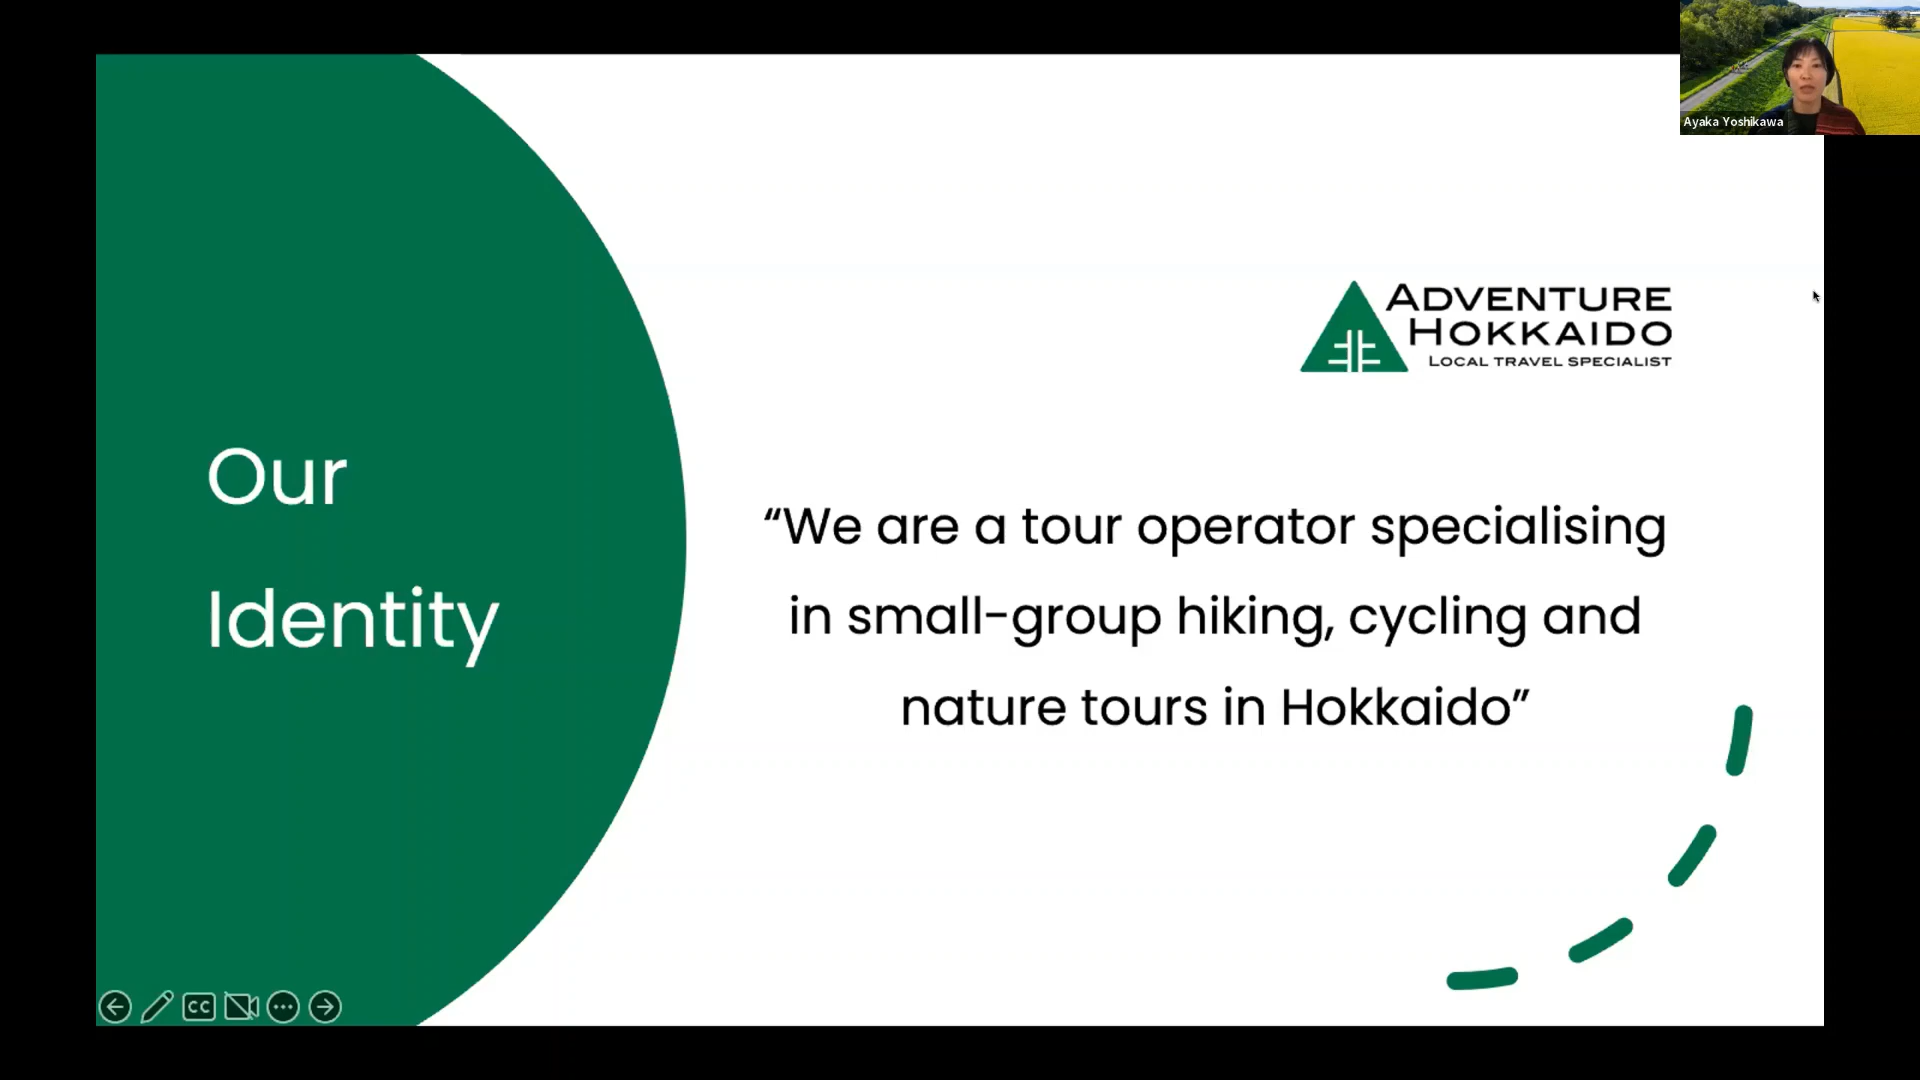 Ayaka Yoshikawa
ADVENTURE
HOKKAIDO
LOCAL TRAVEL SPECIALIST
Our
Identity
“We are a tour operator specialising
in small-group hiking, cycling and
nature tours in Hokkaido”
CC